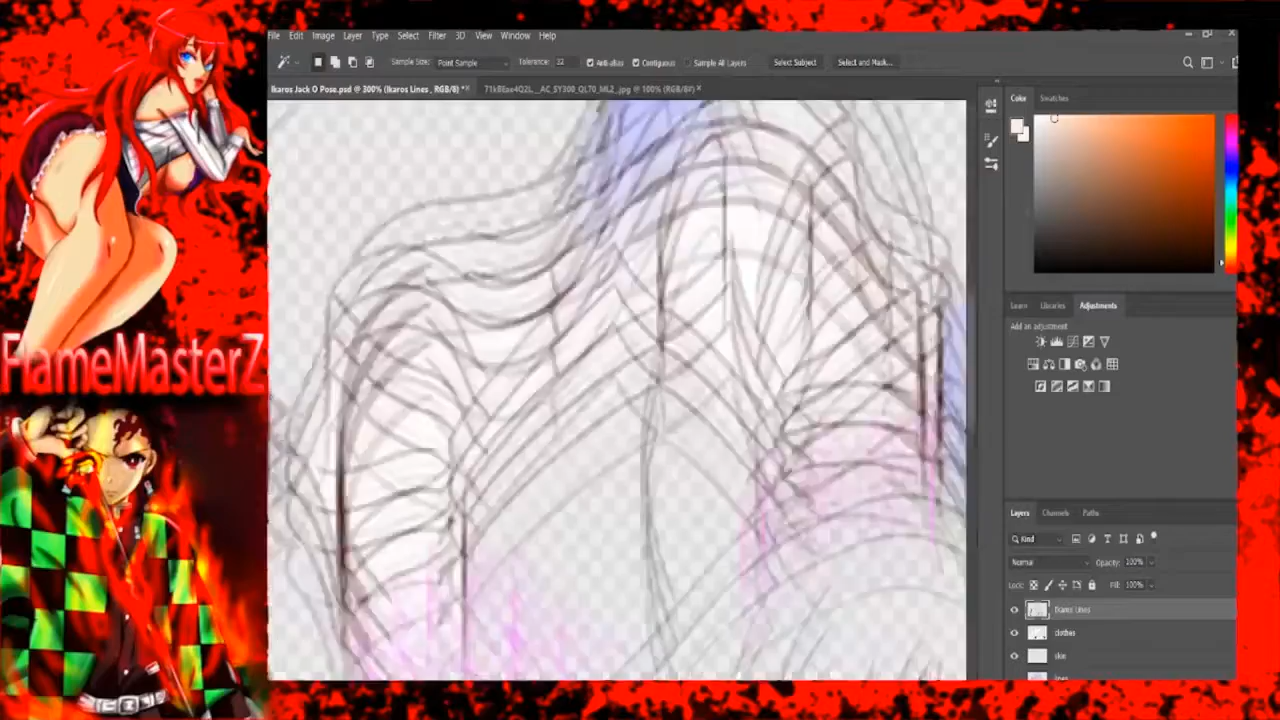 File Edit Image Layer Type Select Filter 3D View Window Help
Sample Size: Point Sample Tolerance: 32 Anti-alias Contiguous Sample All Layers Select Subject Select and Mask...
Ikaros Jack O Pose.psd @ 300% (Ikaros Lines , RGB/8) *
Color Swatches
Learn Libraries Adjustments
Add an adjustment
FlameMasterZ
Layers Channels Paths
Kind
Normal Opacity: 100%
Lock: Fill: 100%
Ikaros Lines
clothes
skin
lines